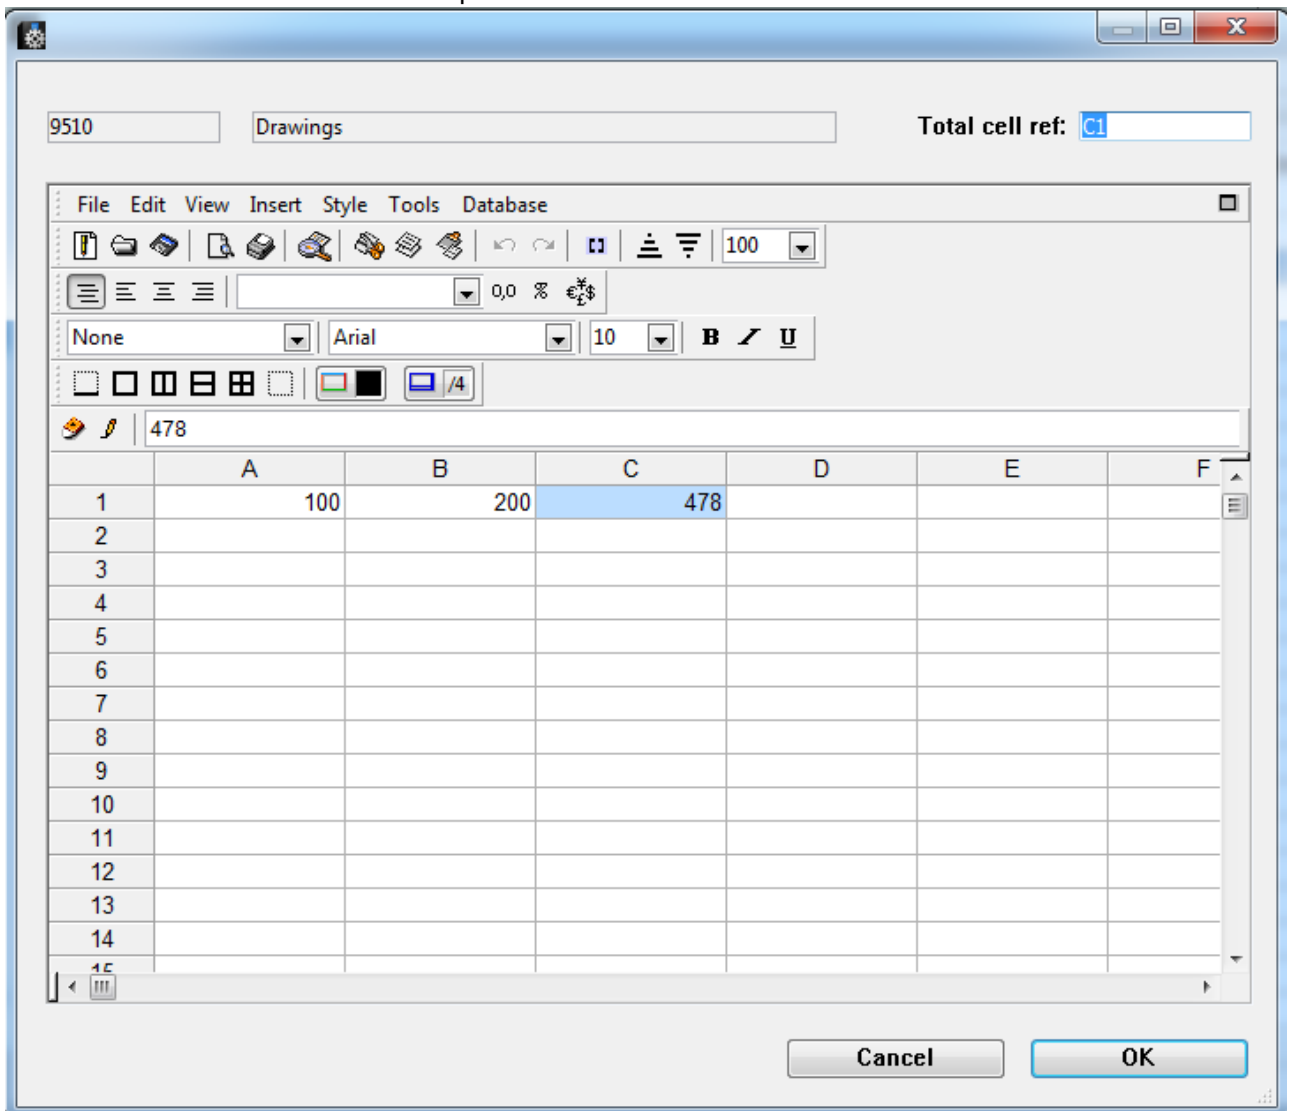 9510 Drawings Total cell ref: C1
File Edit View Insert Style Tools Database
100
0,0 % €¥£$
None Arial 10 B I U
/4
478
A B C D E F
1 100 200 478
2
3
4
5
6
7
8
9
10
11
12
13
14
15
Cancel OK